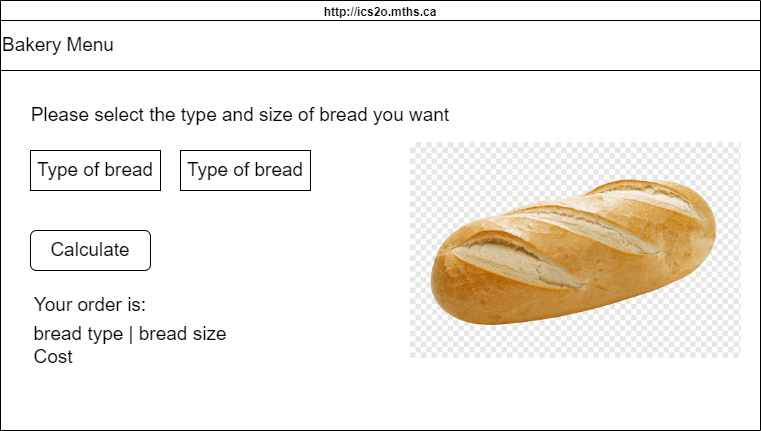 http://ics2o.mths.ca
Bakery Menu
Please select the type and size of bread you want
Type of bread
Type of bread
Calculate
Your order is:
bread type | bread size
Cost